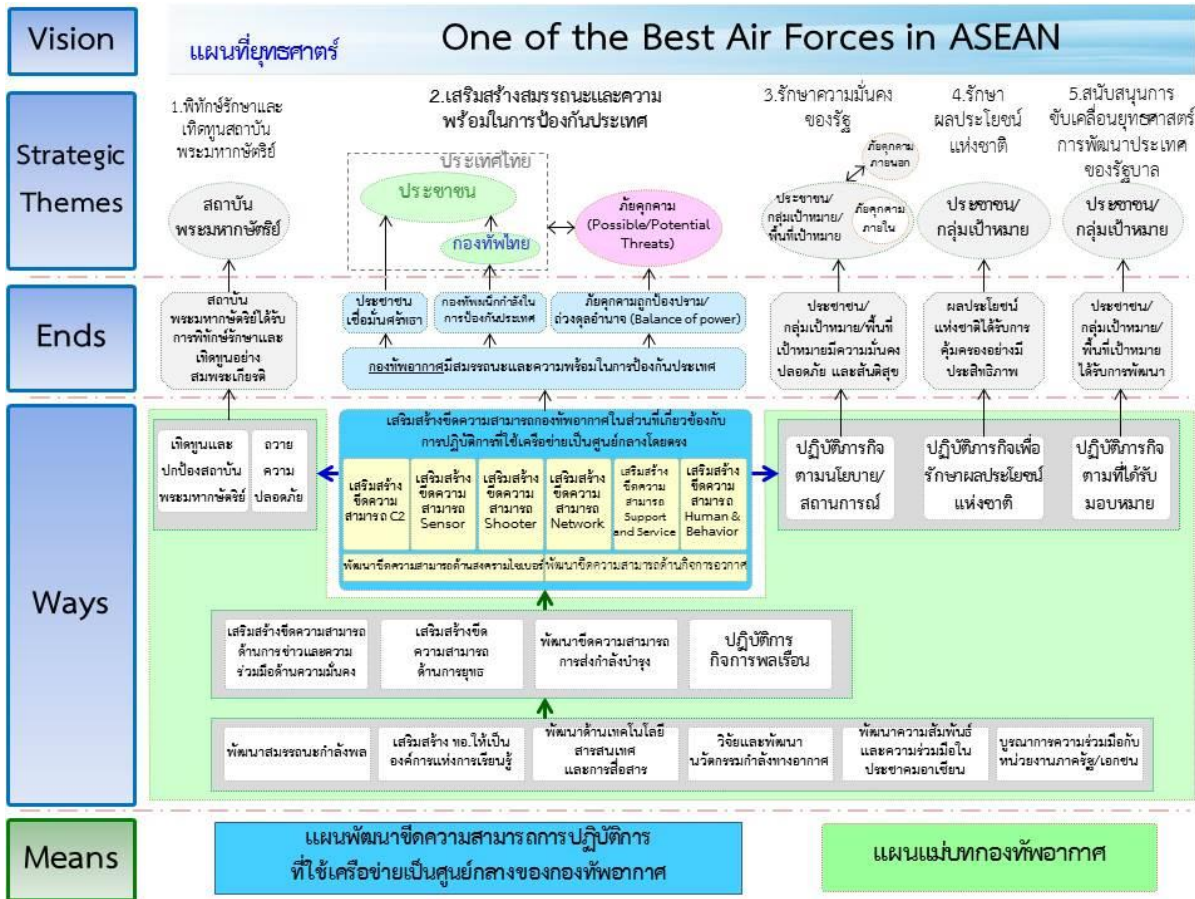 Vision
แผนที่ยุทธศาตร์
One of the Best Air Forces in ASEAN
Strategic
Themes
1.พิทักษ์รักษาและ
เทิดทูนสถาบัน
พระมหากษัตริย์
2.เสริมสร้างสมรรถนะและความ
พร้อมในการป้องกันประเทศ
3.รักษาความมั่นคง
ของรัฐ
4.รักษา
ผลประโยชน์
แห่งชาติ
5.สนับสนุนการ
ขับเคลื่อนยุทธศาสตร์
การพัฒนาประเทศ
ของรัฐบาล
สถาบัน
พระมหากษัตริย์
ประเทศไทย
ประชาชน
กองทัพไทย
ภัยคุกคาม
(Possible/Potential
Threats)
ภัยคุกคาม
ภายนอก
ประชาชน/
กลุ่มเป้าหมาย/
พื้นที่เป้าหมาย
ภัยคุกคาม
ภายใน
ประชาชน/
กลุ่มเป้าหมาย
ประชาชน/
กลุ่มเป้าหมาย
Ends
สถาบัน
พระมหากษัตริย์ได้รับ
การพิทักษ์รักษาและ
เทิดทูนอย่าง
สมพระเกียรติ
ประชาชน
เชื่อมั่นศรัทธา
กองทัพผนึกกำลังใน
การป้องกันประเทศ
ภัยคุกคามถูกป้องปราม/
ถ่วงดุลอำนาจ (Balance of power)
กองทัพอากาศมีสมรรถนะและความพร้อมในการป้องกันประเทศ
ประชาชน/
กลุ่มเป้าหมาย/พื้นที่
เป้าหมายมีความมั่นคง
ปลอดภัย และสันติสุข
ผลประโยชน์
แห่งชาติได้รับการ
คุ้มครองอย่างมี
ประสิทธิภาพ
ประชาชน/
กลุ่มเป้าหมาย/
พื้นที่เป้าหมาย
ได้รับการพัฒนา
Ways
เทิดทูนและ
ปกป้องสถาบัน
พระมหากษัตริย์
ถวาย
ความ
ปลอดภัย
เสริมสร้างขีดความสามารถกองทัพอากาศในส่วนที่เกี่ยวข้องกับ
การปฏิบัติการที่ใช้เครือข่ายเป็นศูนย์กลางโดยตรง
เสริมสร้าง
ขีดความ
สามารถ C2
เสริมสร้าง
ขีดความ
สามารถ
Sensor
เสริมสร้าง
ขีดความ
สามารถ
Shooter
เสริมสร้าง
ขีดความ
สามารถ
Network
เสริมสร้าง
ขีดความ
สามารถ
Support
and Service
เสริมสร้าง
ขีดความ
สามารถ
Human &
Behavior
พัฒนาขีดความสามารถด้านสงครามไซเบอร์
พัฒนาขีดความสามารถด้านกิจการอวกาศ
ปฏิบัติภารกิจ
ตามนโยบาย/
สถานการณ์
ปฏิบัติภารกิจเพื่อ
รักษาผลประโยชน์
แห่งชาติ
ปฏิบัติภารกิจ
ตามที่ได้รับ
มอบหมาย
เสริมสร้างขีดความสามารถ
ด้านการข่าวและความ
ร่วมมือด้านความมั่นคง
เสริมสร้างขีด
ความสามารถ
ด้านการยุทธ
พัฒนาขีดความสามารถ
การส่งกำลังบำรุง
ปฏิบัติการ
กิจการพลเรือน
พัฒนาสมรรถนะกำลังพล
เสริมสร้าง ทอ.ให้เป็น
องค์การแห่งการเรียนรู้
พัฒนาด้านเทคโนโลยี
สารสนเทศ
และการสื่อสาร
วิจัยและพัฒนา
นวัตกรรมกำลังทางอากาศ
พัฒนาความสัมพันธ์
และความร่วมมือใน
ประชาคมอาเซียน
บูรณาการความร่วมมือกับ
หน่วยงานภาครัฐ/เอกชน
Means
แผนพัฒนาขีดความสามารถการปฏิบัติการ
ที่ใช้เครือข่ายเป็นศูนย์กลางของกองทัพอากาศ
แผนแม่บทกองทัพอากาศ